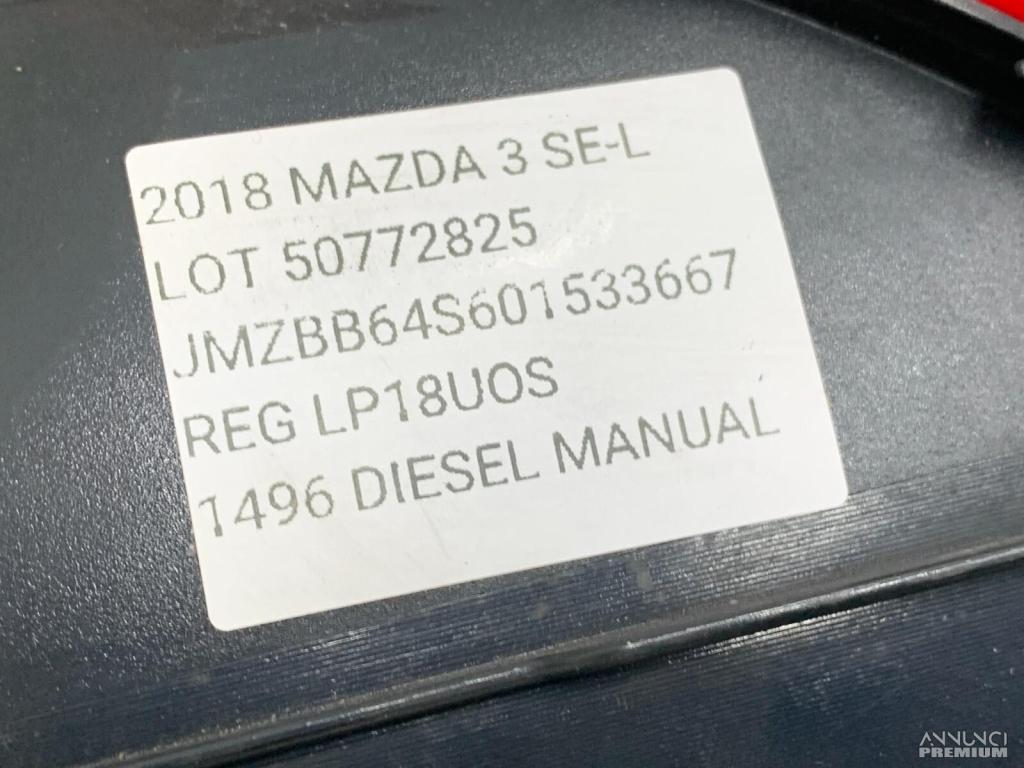 2018 MAZDA 3 SE-L
LOT 50772825
JMZBB64S601533667
REG LP18UOS
1496 DIESEL MANUAL
ANNUNCI
PREMIUM